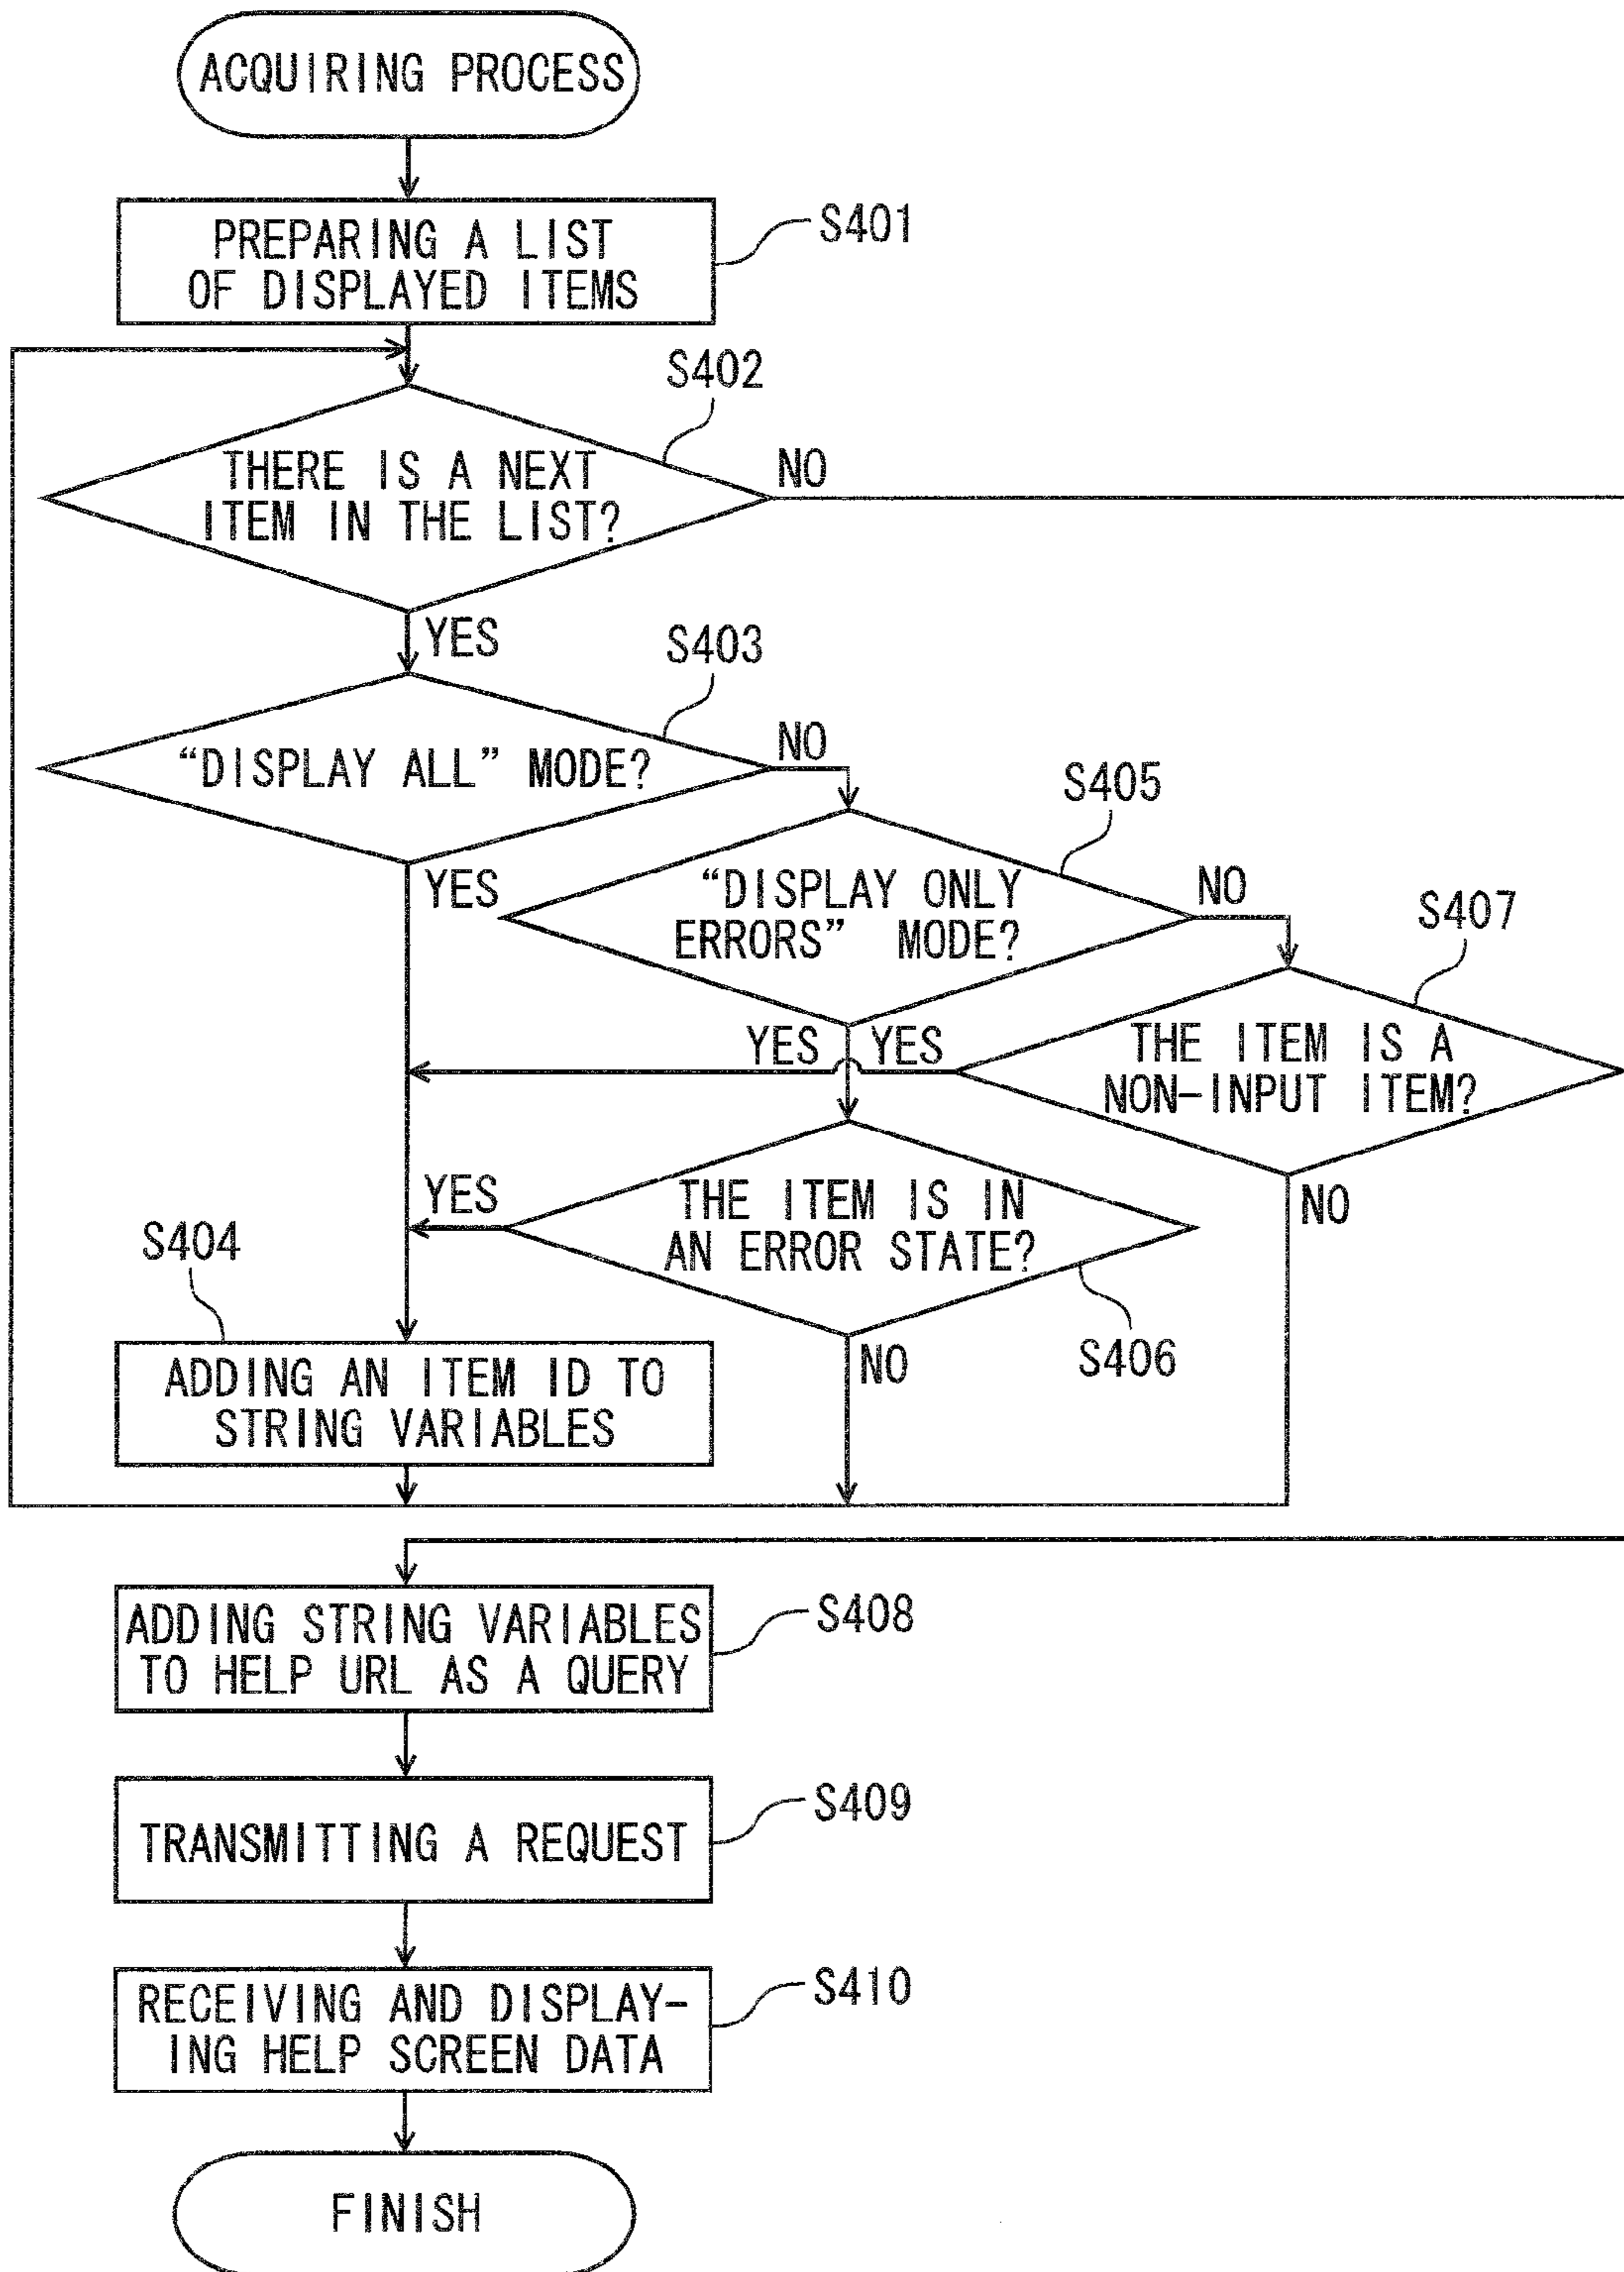 ACQUIRING PROCESS
S401
PREPARING A LIST
OF DISPLAYED ITEMS
S402
THERE IS A NEXT
ITEM IN THE LIST?
NO
YES
S403
“DISPLAY ALL” MODE?
NO
YES
S405
“DISPLAY ONLY
ERRORS” MODE?
NO
YES
S407
THE ITEM IS A
NON-INPUT ITEM?
YES
NO
THE ITEM IS IN
AN ERROR STATE?
YES
NO
S406
S404
ADDING AN ITEM ID TO
STRING VARIABLES
S408
ADDING STRING VARIABLES
TO HELP URL AS A QUERY
S409
TRANSMITTING A REQUEST
S410
RECEIVING AND DISPLAY-
ING HELP SCREEN DATA
FINISH